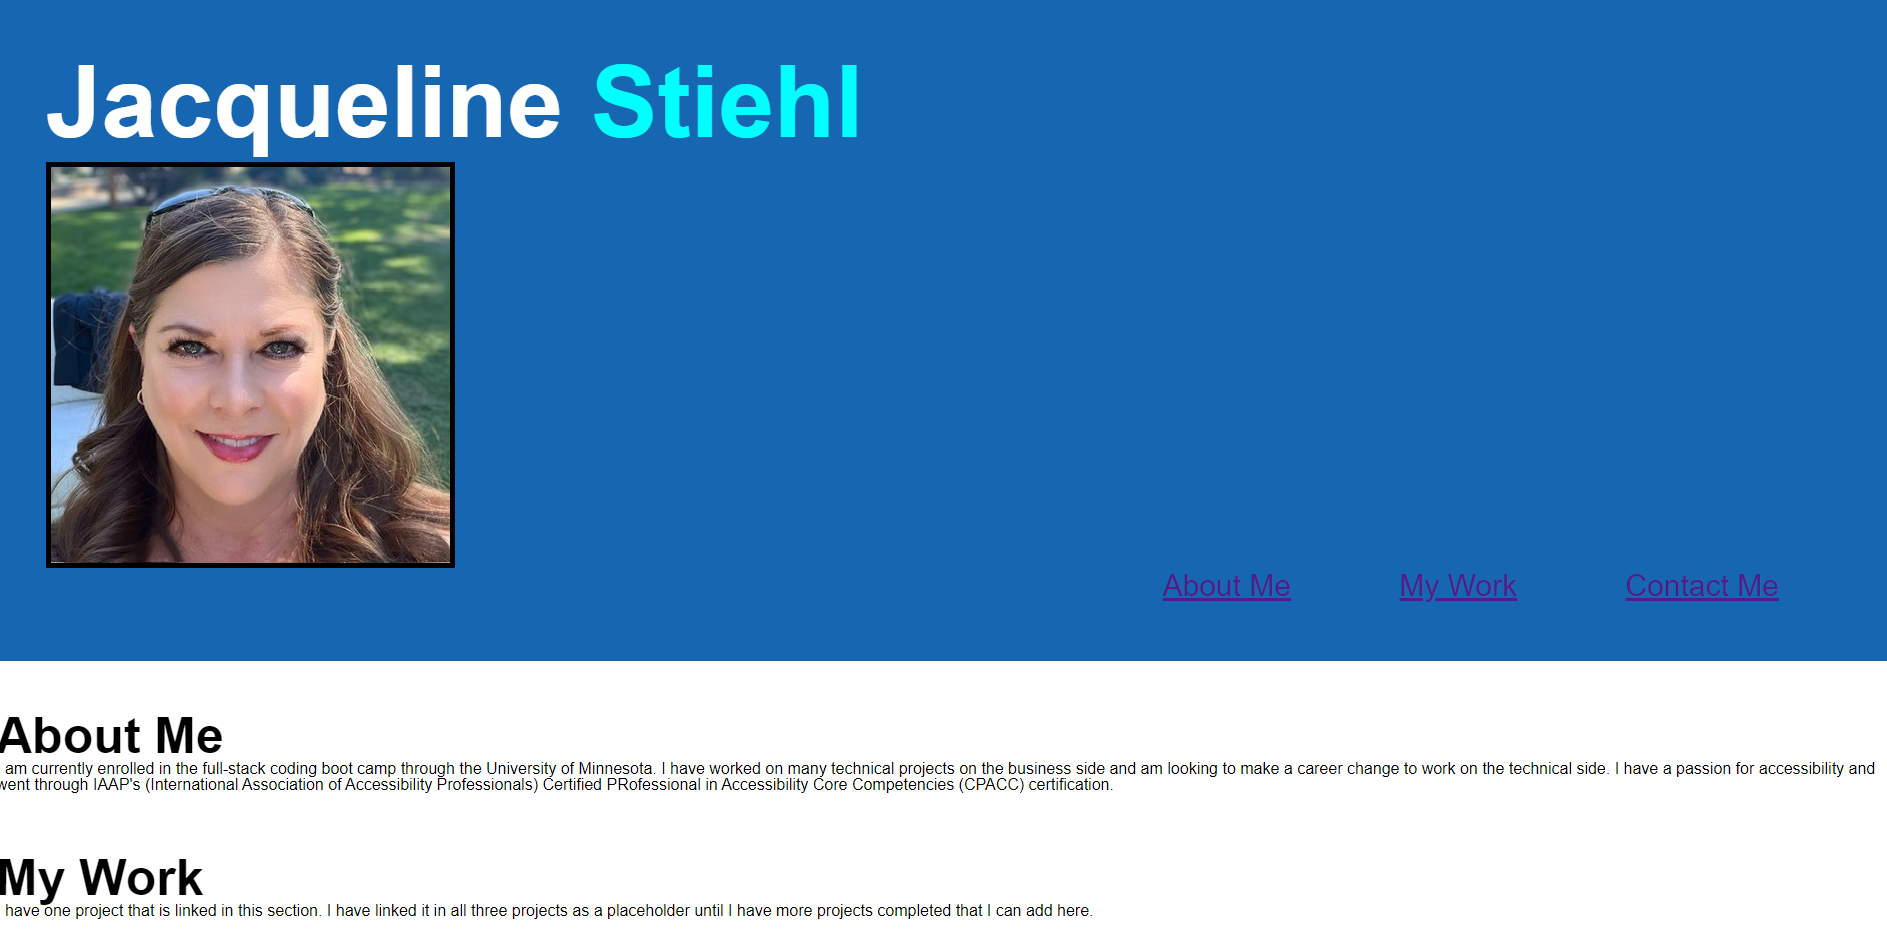 Jacqueline Stiehl
About Me My Work Contact Me
About Me
am currently enrolled in the full-stack coding boot camp through the University of Minnesota. I have worked on many technical projects on the business side and am looking to make a career change to work on the technical side. I have a passion for accessibility and
went through IAAP's (International Association of Accessibility Professionals) Certified PRofessional in Accessibility Core Competencies (CPACC) certification.
My Work
have one project that is linked in this section. I have linked it in all three projects as a placeholder until I have more projects completed that I can add here.